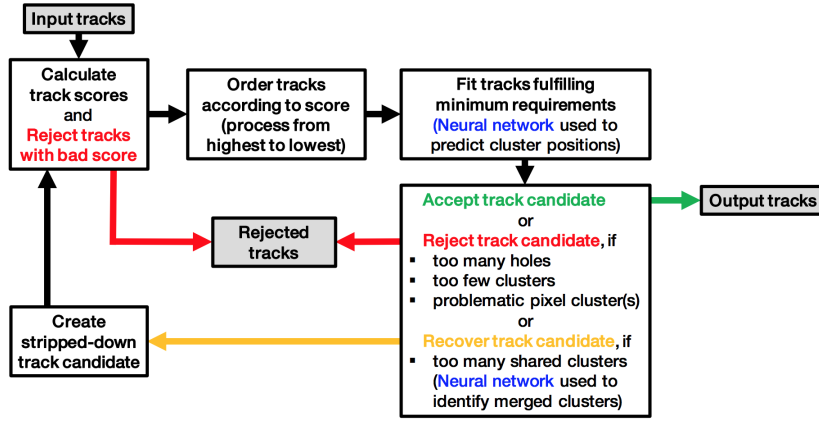 Input tracks
Calculate
track scores
and
Reject tracks
with bad score
Order tracks
according to score
(process from
highest to lowest)
Fit tracks fulfilling
minimum requirements
(Neural network used to
predict cluster positions)
Accept track candidate
or
Reject track candidate, if
▪ too many holes
▪ too few clusters
▪ problematic pixel cluster(s)
or
Recover track candidate, if
▪ too many shared clusters
(Neural network used to
identify merged clusters)
Output tracks
Rejected
tracks
Create
stripped-down
track candidate